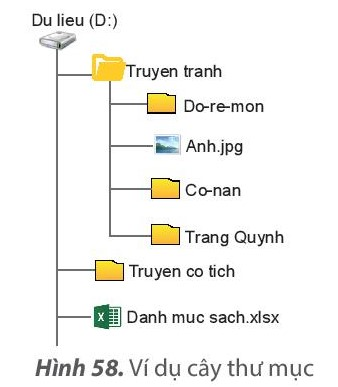 Du lieu (D:)
Truyen tranh
Do-re-mon
Anh.jpg
Co-nan
Trang Quynh
Truyen co tich
Danh muc sach.xlsx
Hình 58. Ví dụ cây thư mục